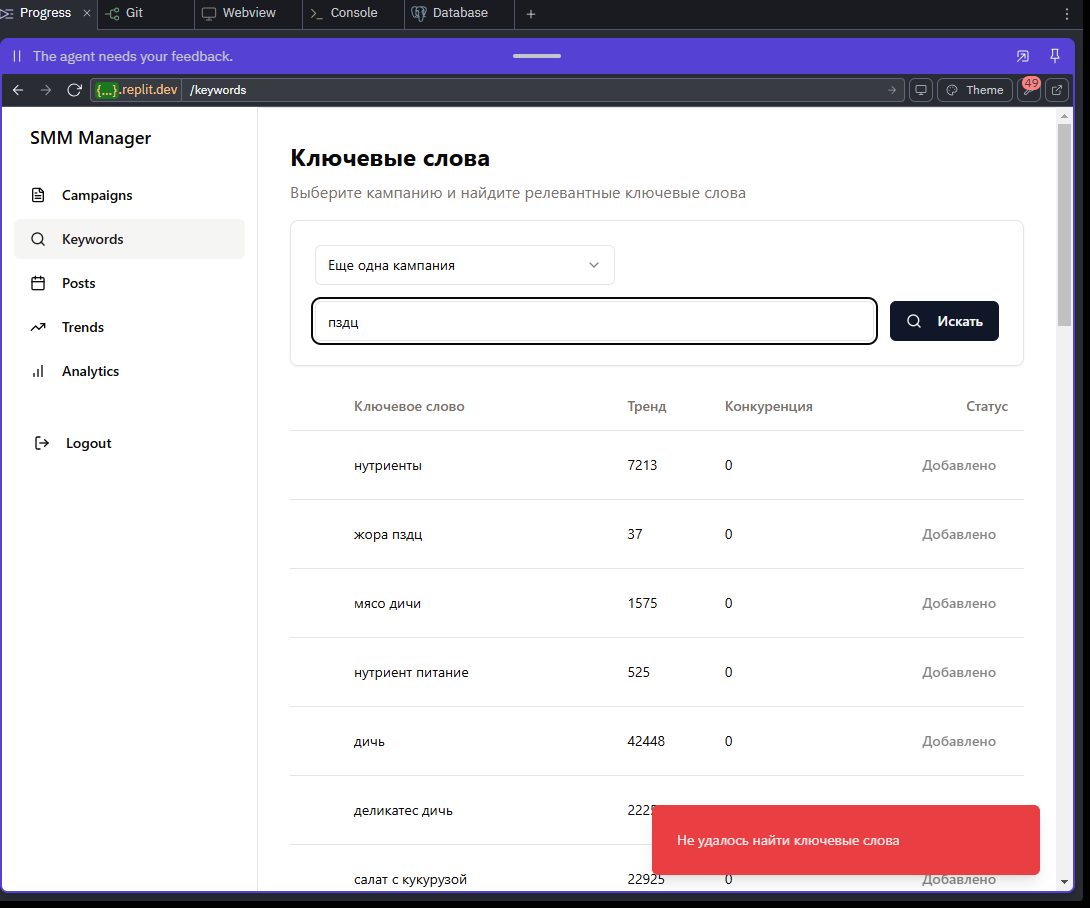 Progress
Git
Webview
Console
Database
The agent needs your feedback.
{...}.replit.dev /keywords
Theme
49
SMM Manager
Campaigns
Keywords
Posts
Trends
Analytics
Logout
Ключевые слова
Выберите кампанию и найдите релевантные ключевые слова
Еще одна кампания
пздц
Искать
Ключевое слово Тренд Конкуренция Статус
нутриенты 7213 0 Добавлено
жора пздц 37 0 Добавлено
мясо дичи 1575 0 Добавлено
нутриент питание 525 0 Добавлено
дичь 42448 0 Добавлено
деликатес дичь
Не удалось найти ключевые слова
салат с кукурузой 22925 0 Добавлено